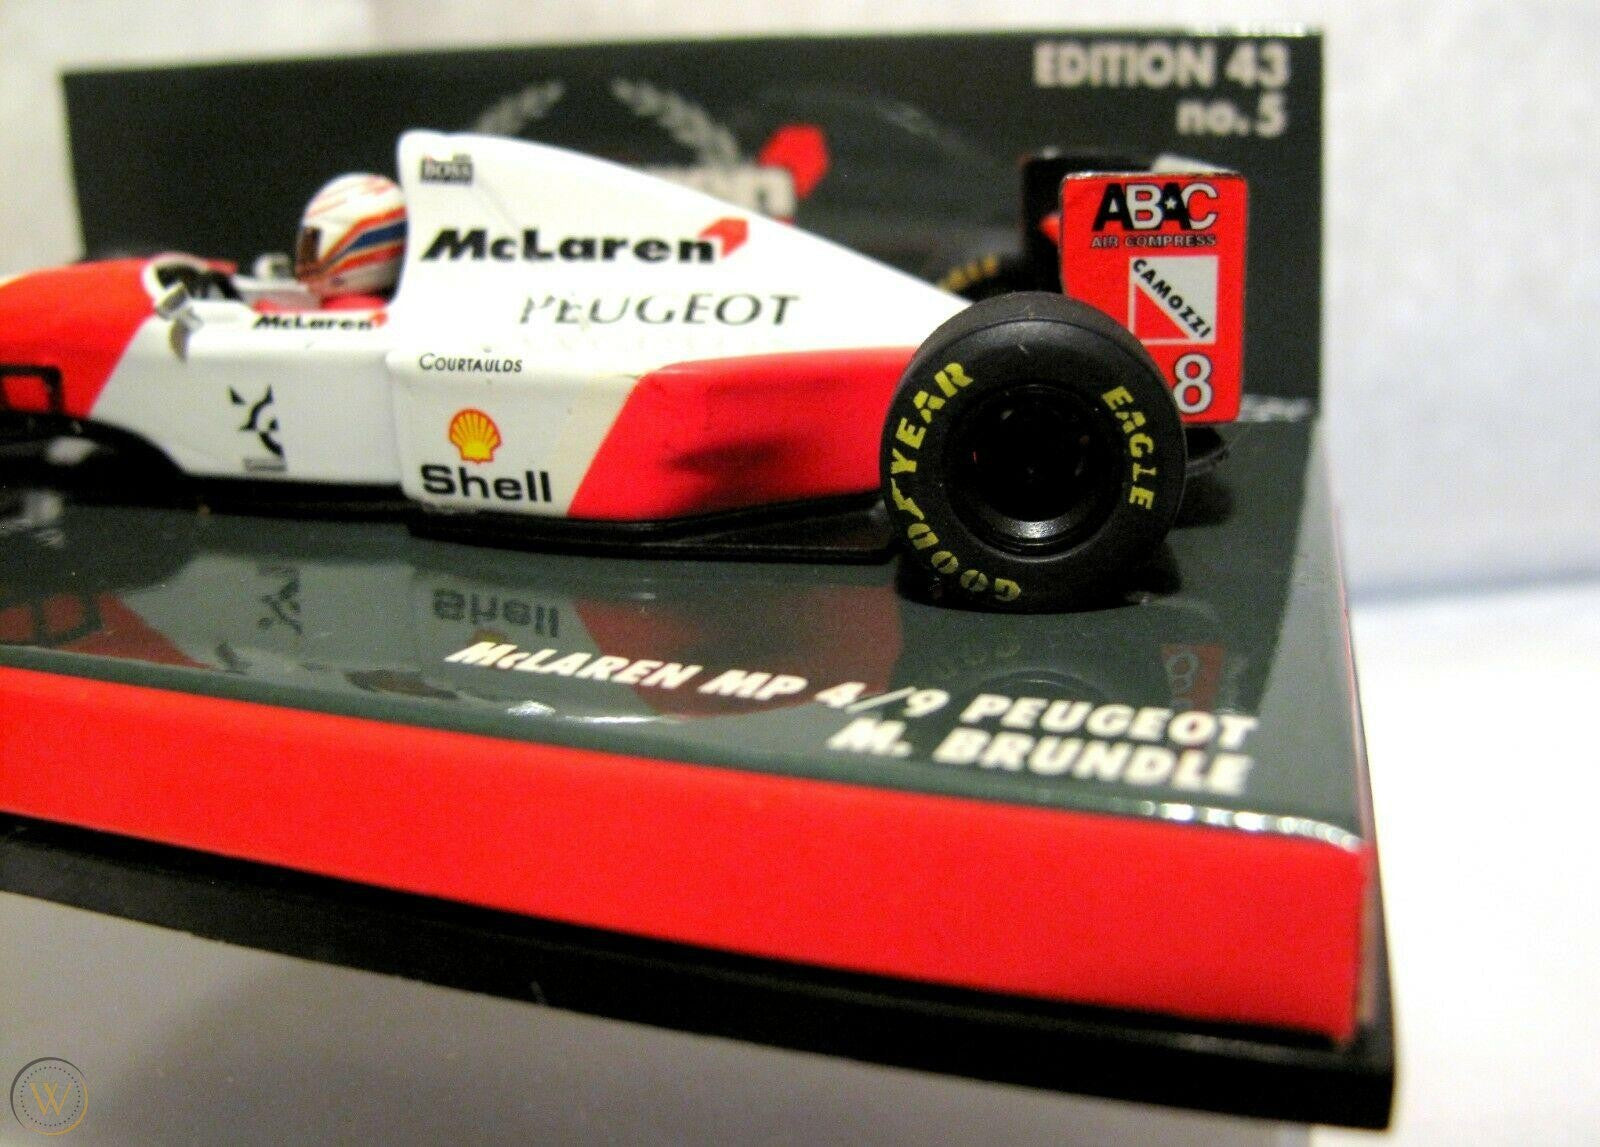 EDITION 43
no. 5
BOSS
McLaren
PEUGEOT
McLaren
COURTAULDS
Shell
GOODYEAR
EAGLE
ABAC
AIR COMPRESS
CAMOZZI
8
McLAREN MP 4/9 PEUGEOT
M. BRUNDLE
W